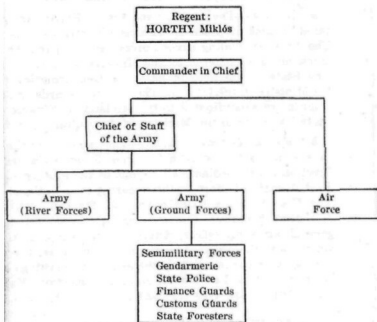 Regent:
HORTHY Miklós
Commander in Chief
Chief of Staff
of the Army
Army
(River Forces)
Army
(Ground Forces)
Air
Force
Semimilitary Forces
Gendarmerie
State Police
Finance Guards
Customs Guards
State Foresters